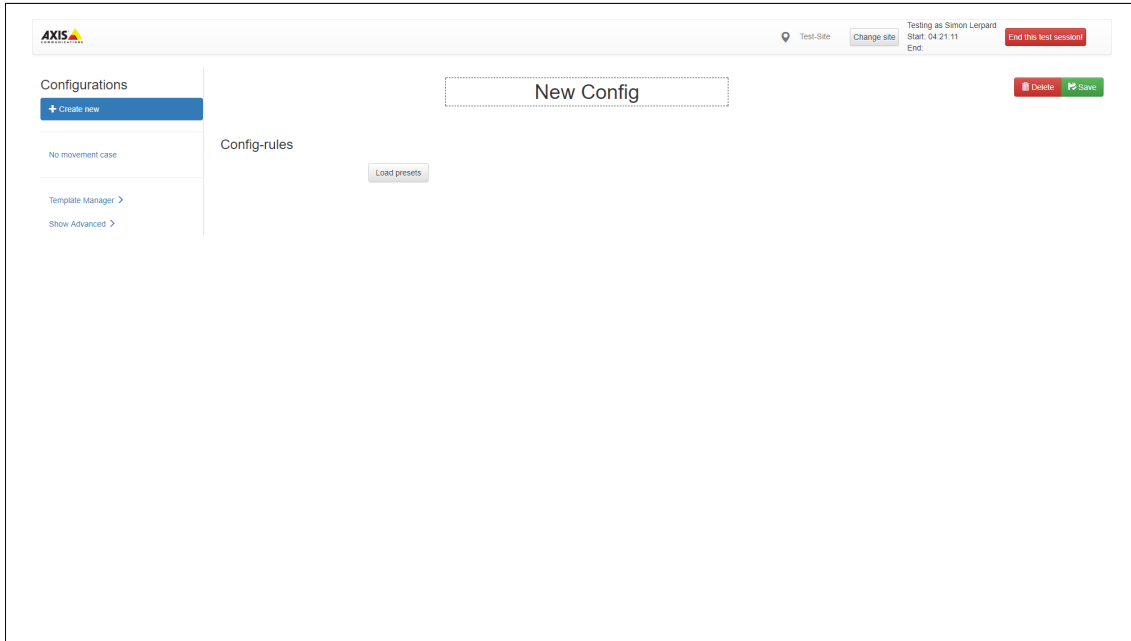 AXIS
COMMUNICATIONS
Test-Site
Change site
Testing as Simon Lerpard
Start: 04:21:11
End:
End this test session!
Configurations
Create new
No movement case
Template Manager
Show Advanced
New Config
Delete
Save
Config-rules
Load presets